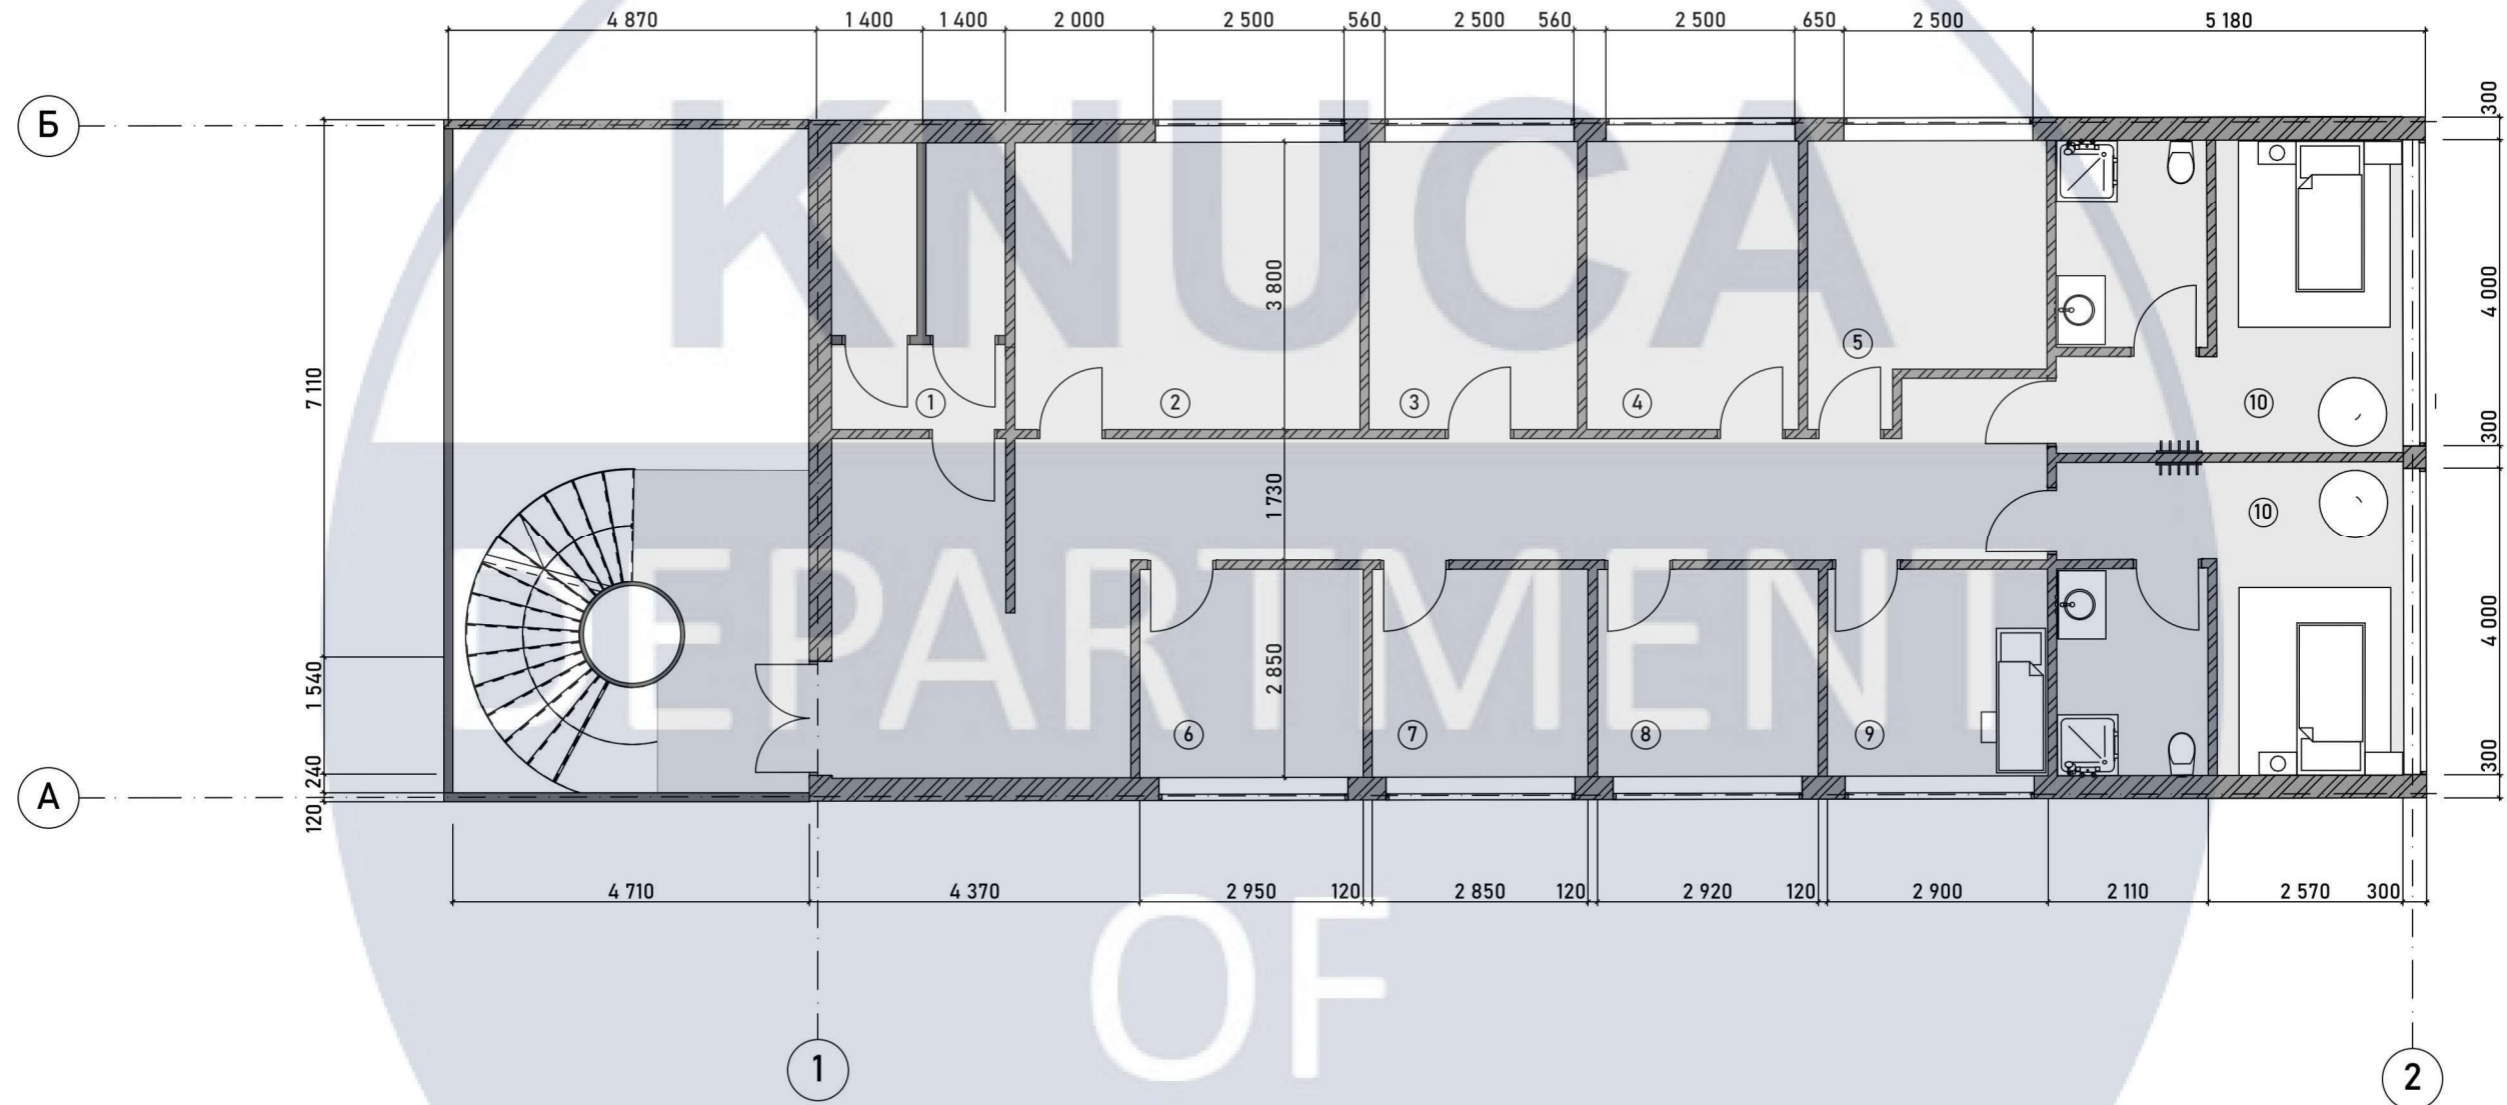 4 870 1 400 1 400 2 000 2 500 560 2 500 560 2 500 650 2 500 5 180
Б
300
KNUCA
3 800
4 000
7 110
5
1 2 3 4 10
300
1 730
10
DEPARTMENT
2 850
4 000
1 540
6 7 8 9
300
240
А
120
4 710 4 370 2 950 120 2 850 120 2 920 120 2 900 2 110 2 570 300
OF
1 2